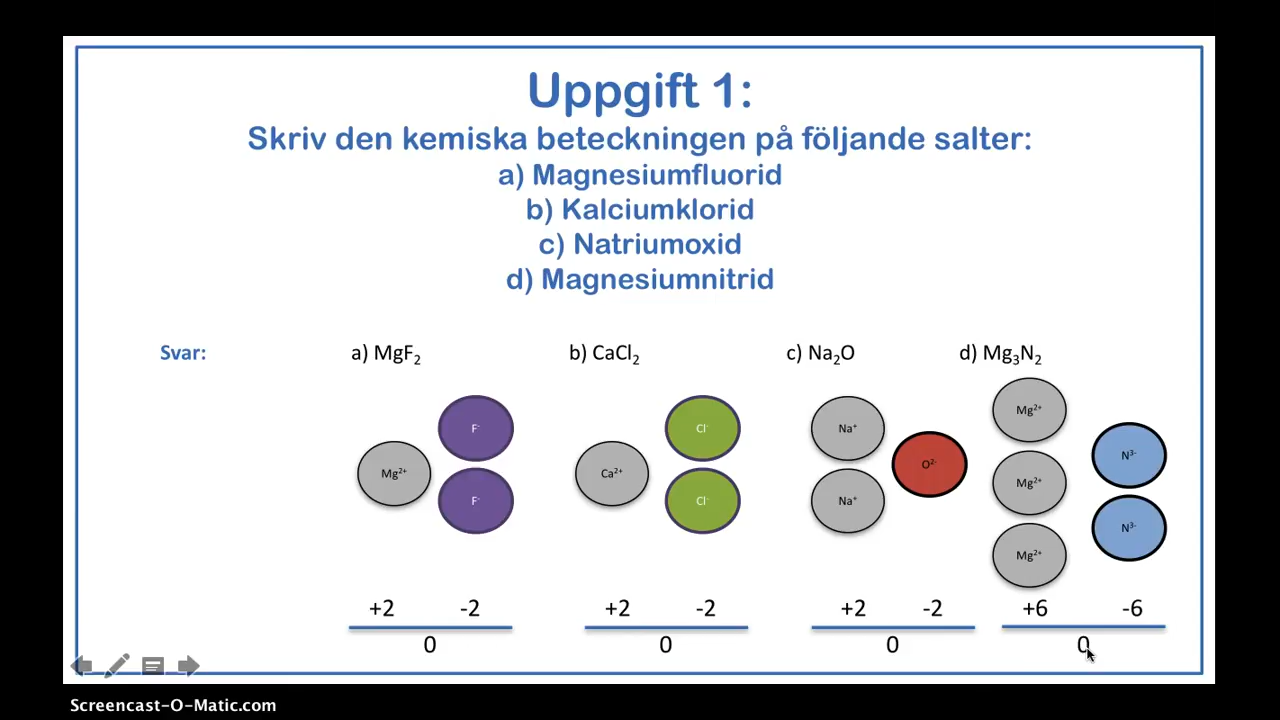 Uppgift 1:
Skriv den kemiska beteckningen på följande salter:
a) Magnesiumfluorid
b) Kalciumklorid
c) Natriumoxid
d) Magnesiumnitrid
Svar: a) MgF₂ b) CaCl₂ c) Na₂O d) Mg₃N₂
Mg²⁺ F⁻ F⁻
Ca²⁺ Cl⁻ Cl⁻
Na⁺ Na⁺ O²⁻
Mg²⁺ Mg²⁺ Mg²⁺ N³⁻ N³⁻
+2 -2 +2 -2 +2 -2 +6 -6
0 0 0 0
Screencast-O-Matic.com